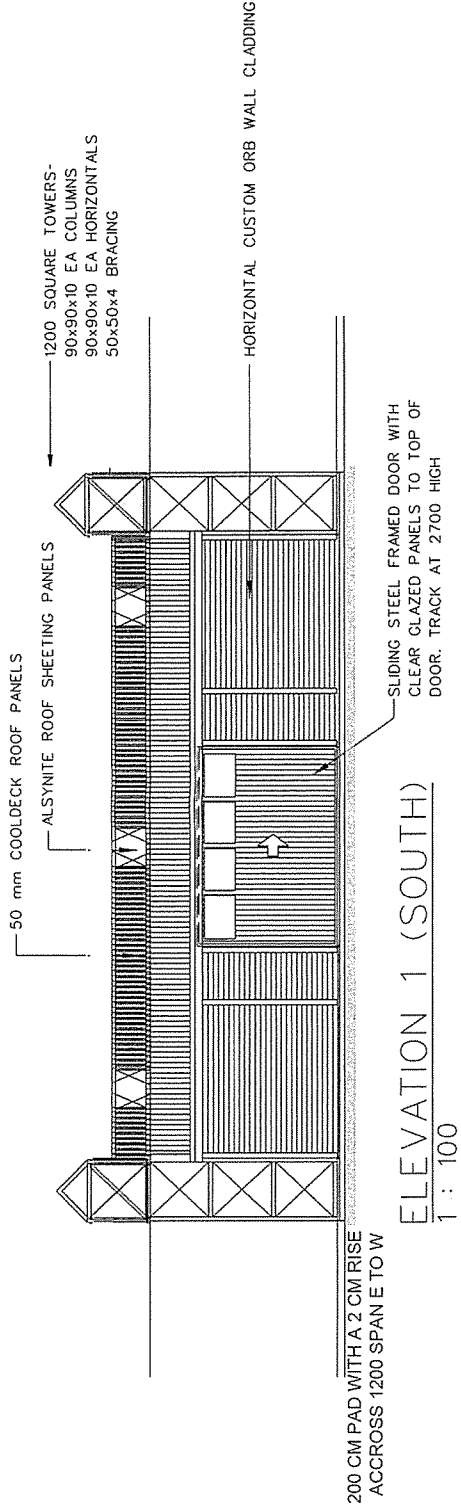 50 mm COOLDECK ROOF PANELS
ALSYNITE ROOF SHEETING PANELS
1200 SQUARE TOWERS-
90x90x10 EA COLUMNS
90x90x10 EA HORIZONTALS
50x50x4 BRACING
HORIZONTAL CUSTOM ORB WALL CLADDING
SLIDING STEEL FRAMED DOOR WITH
CLEAR GLAZED PANELS TO TOP OF
DOOR. TRACK AT 2700 HIGH
200 CM PAD WITH A 2 CM RISE
ACCROSS 1200 SPAN E TO W
ELEVATION 1 (SOUTH)
1 : 100